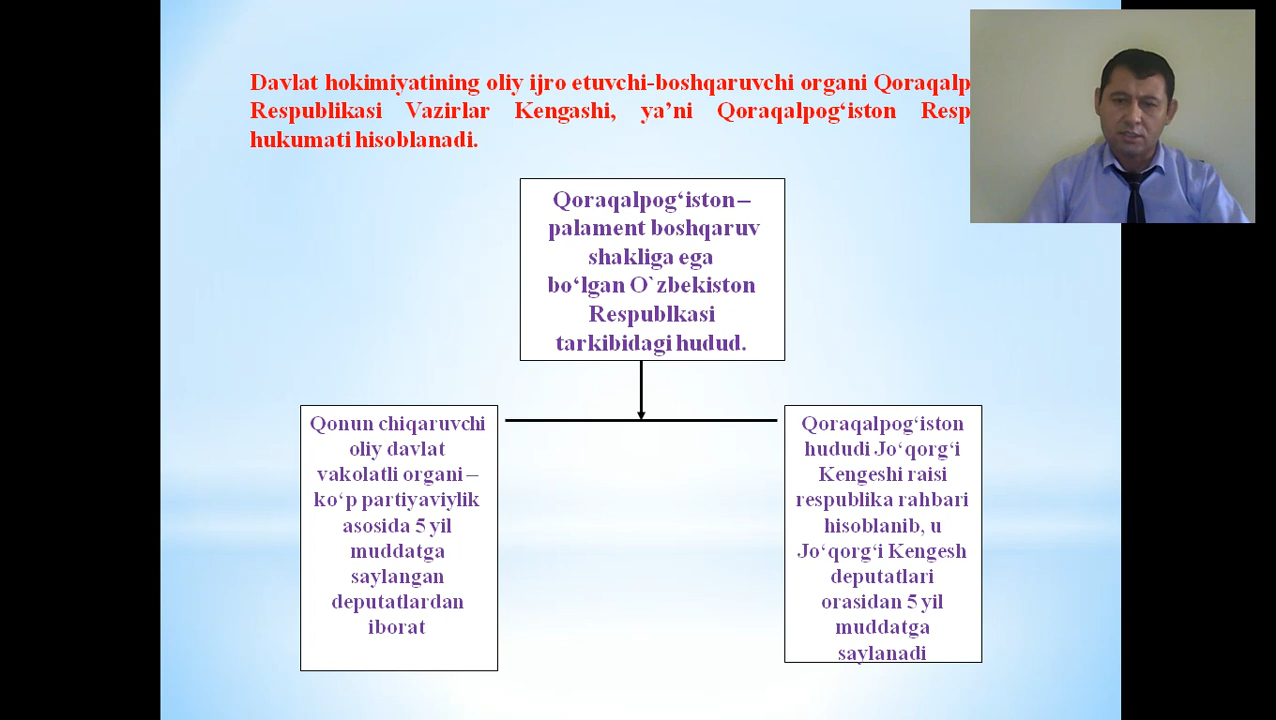 Davlat hokimiyatining oliy ijro etuvchi-boshqaruvchi organi Qoraqalp
Respublikasi Vazirlar Kengashi, ya’ni Qoraqalpog‘iston Resp
hukumati hisoblanadi.
Qoraqalpog‘iston –
palament boshqaruv
shakliga ega
bo‘lgan O`zbekiston
Respublkasi
tarkibidagi hudud.
Qonun chiqaruvchi
oliy davlat
vakolatli organi –
ko‘p partiyaviylik
asosida 5 yil
muddatga
saylangan
deputatlardan
iborat
Qoraqalpog‘iston
hududi Jo‘qorg‘i
Kengeshi raisi
respublika rahbari
hisoblanib, u
Jo‘qorg‘i Kengesh
deputatlari
orasidan 5 yil
muddatga
saylanadi